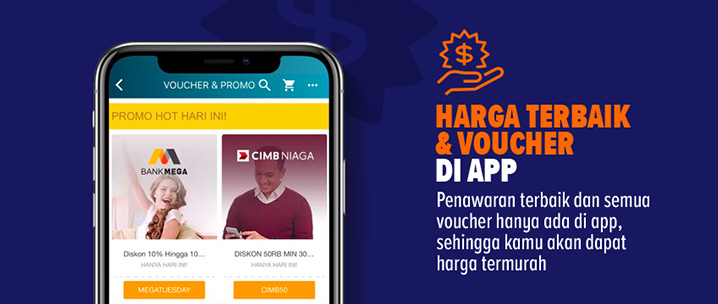 VOUCHER & PROMO
PROMO HOT HARI INI!
BANKMEGA
CIMB NIAGA
Diskon 10% Hingga 10...
DISKON 50RB MIN 30...
HANYA HARI INI!
HANYA HARI INI!
MEGATUESDAY
CIMB50
HARGA TERBAIK
& VOUCHER
DI APP
Penawaran terbaik dan semua
voucher hanya ada di app,
sehingga kamu akan dapat
harga termurah